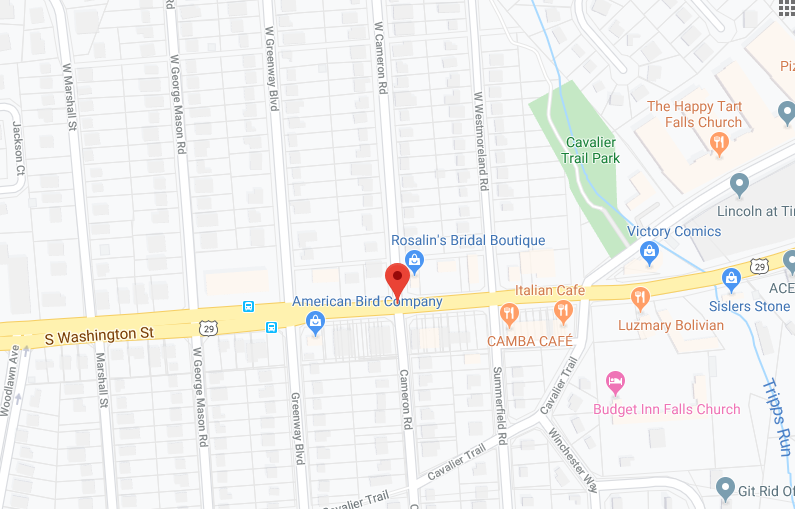 Rd
W Marshall St
W George Mason Rd
W Greenway Blvd
W Cameron Rd
W Westmoreland Rd
Jackson Ct
Piz
The Happy Tart
Falls Church
Cavalier
Trail Park
Lincoln at Tin
Rosalin's Bridal Boutique
Victory Comics
29
American Bird Company
Italian Cafe
ACE
Sislers Stone
Luzmary Bolivian
S Washington St
29
CAMBA CAFÉ
Woodlawn Ave
Marshall St
W George Mason Rd
Greenway Blvd
Cameron Rd
Summerfield Rd
Cavalier Trail
Budget Inn Falls Church
Tripps Run
Winchester Way
Cavalier Trail
Cavalier Trail
Git Rid Of